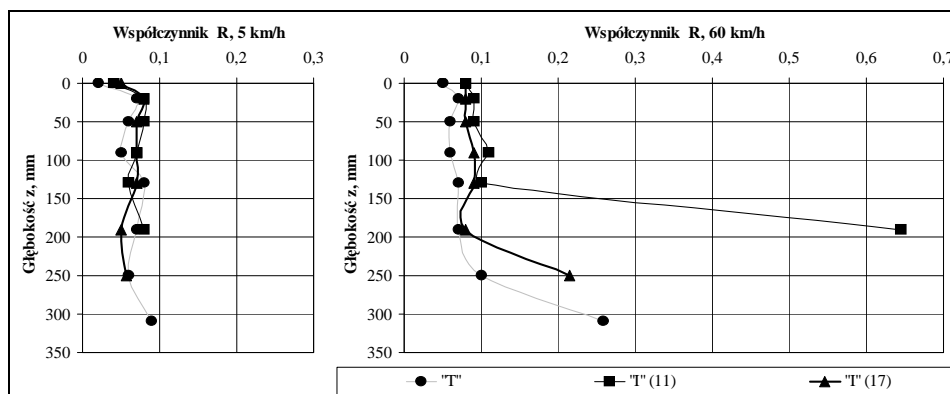 Współczynnik R, 5 km/h
0 0,1 0,2 0,3
0
50
100
150
200
250
300
350
Głębokość z, mm
Współczynnik R, 60 km/h
0 0,1 0,2 0,3 0,4 0,5 0,6 0,7
0
50
100
150
200
250
300
350
Głębokość z, mm
"T" "I" (11) "I" (17)